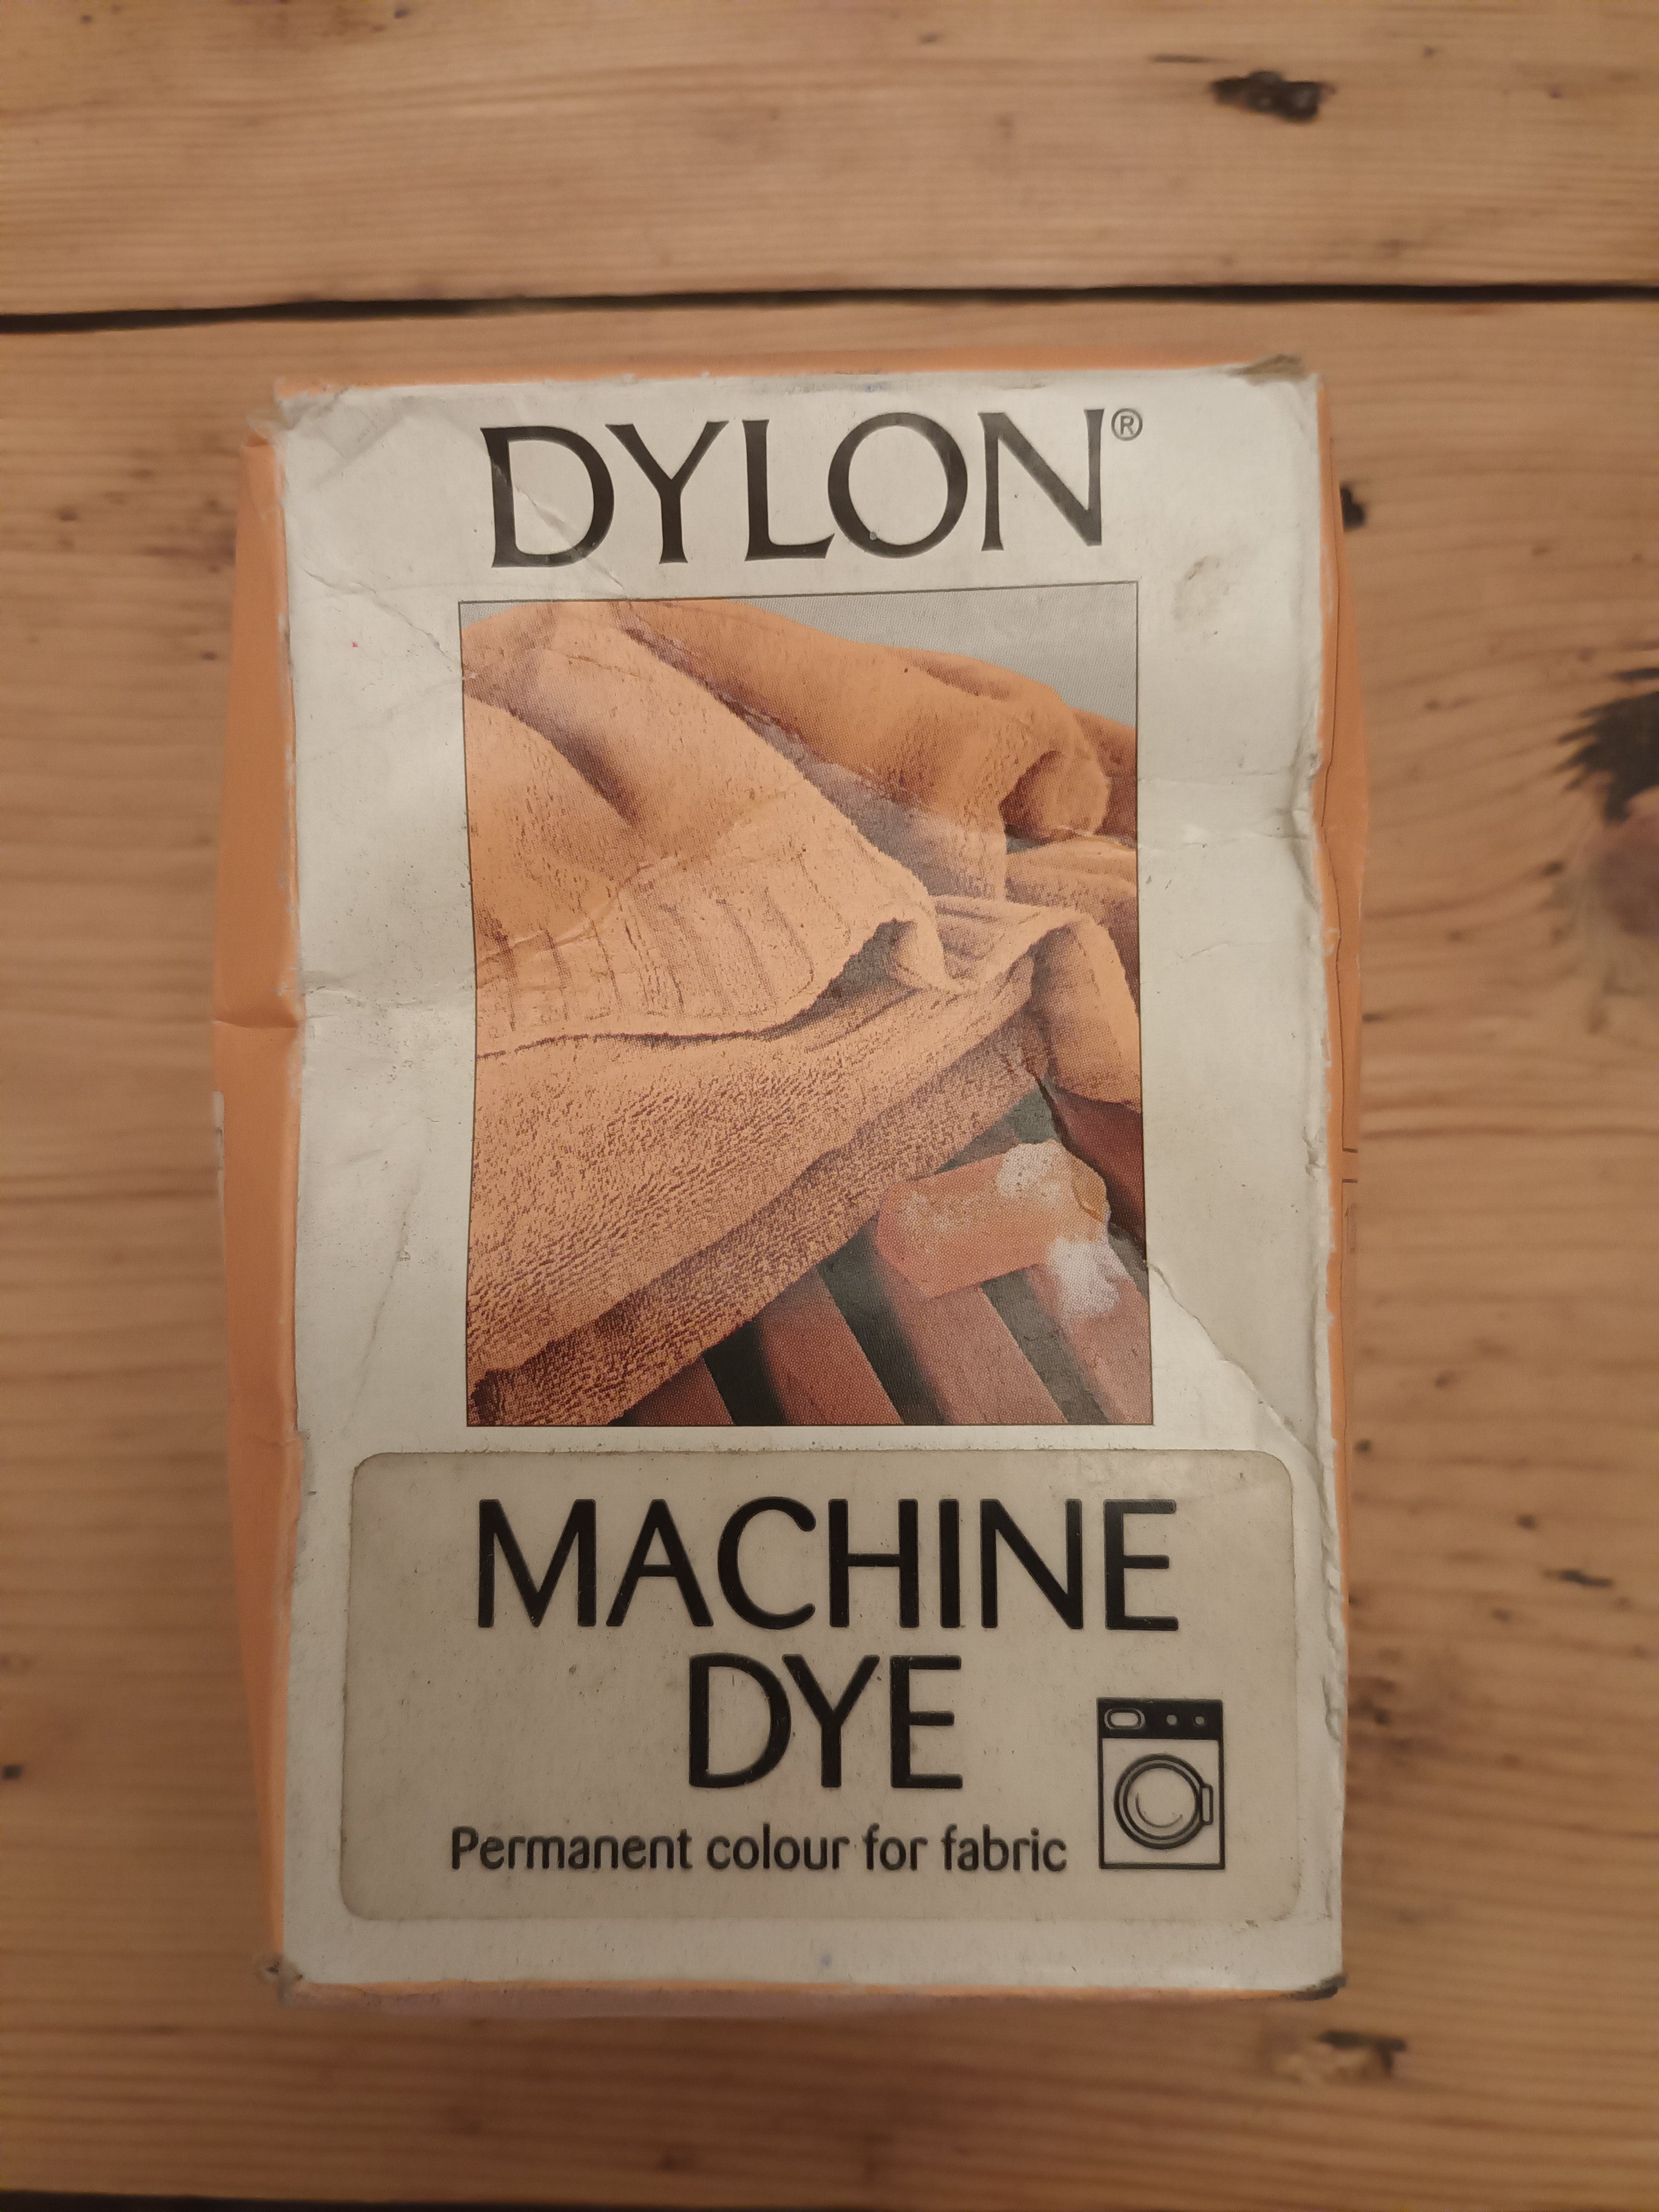 DYLON®
MACHINE
DYE
Permanent colour for fabric